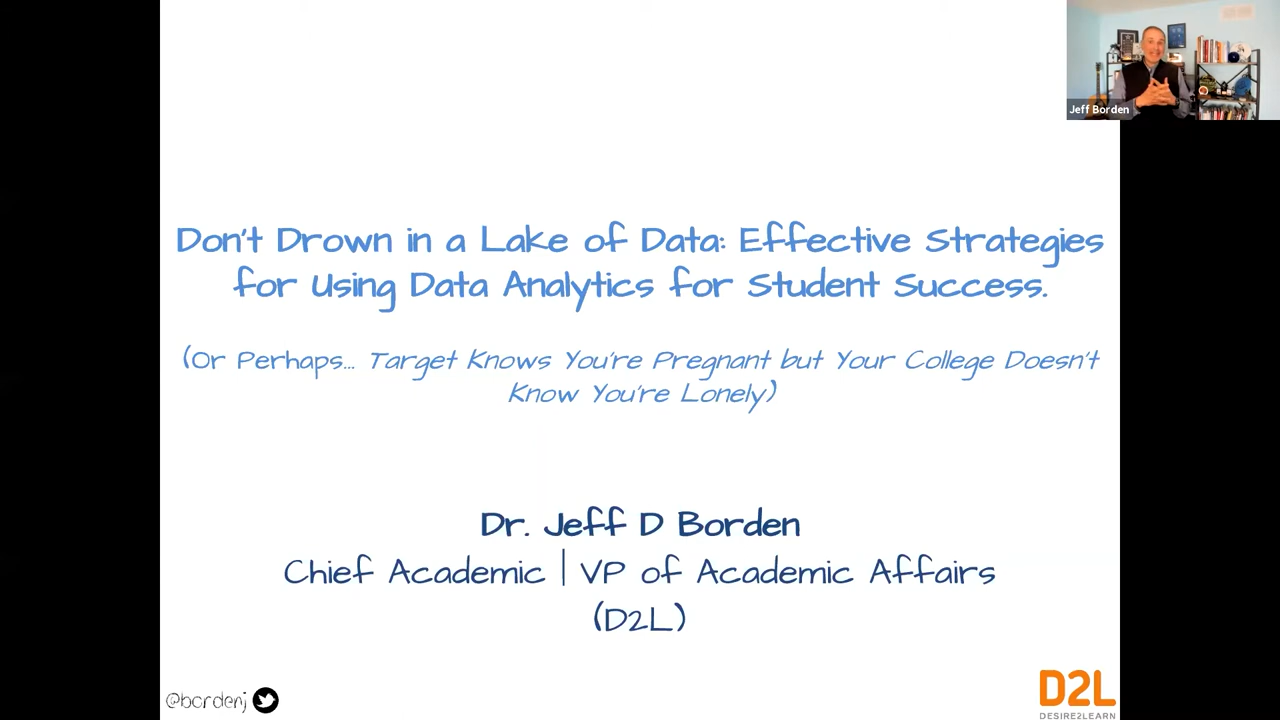 Jeff Borden
Don't Drown in a Lake of Data: Effective Strategies
for Using Data Analytics for Student Success.
(Or Perhaps... Target Knows You're Pregnant but Your College Doesn't
Know You're Lonely)
Dr. Jeff D Borden
Chief Academic | VP of Academic Affairs
(D2L)
@bordenj
D2L
DESIRE2LEARN